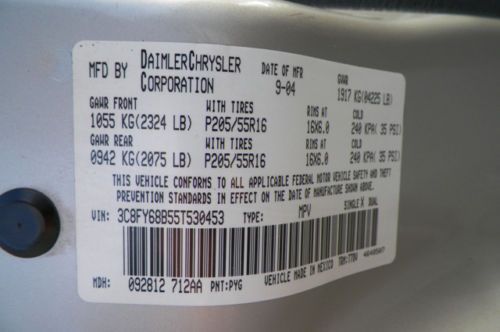 MFD BY DAIMLERCHRYSLER CORPORATION
DATE OF MFR 9-04
GVWR 1917 KG(04225 LB)
GAWR FRONT WITH TIRES RIMS AT COLD
1055 KG(2324 LB) P205/55R16 16X6.0 240 KPA( 35 PSI)
GAWR REAR WITH TIRES RIMS AT COLD
0942 KG(2075 LB) P205/55R16 16X6.0 240 KPA( 35 PSI)
THIS VEHICLE CONFORMS TO ALL APPLICABLE FEDERAL MOTOR VEHICLE SAFETY AND THEFT
PREVENTION STANDARDS IN EFFECT ON THE DATE OF MANUFACTURE SHOWN ABOVE.
VIN: 3C8FY68B55T530453 TYPE: MPV SINGLE X DUAL
VEHICLE MADE IN MEXICO
MDH: 092812 712AA PNT:PYG